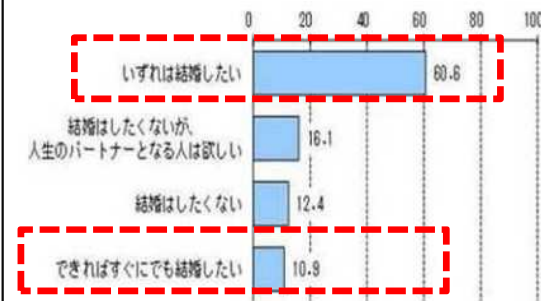 0 20 40 60 80 100
いずれは結婚したい 60.6
結婚はしたくないが、
人生のパートナーとなる人は欲しい 16.1
結婚はしたくない 12.4
できればすぐにでも結婚したい 10.9